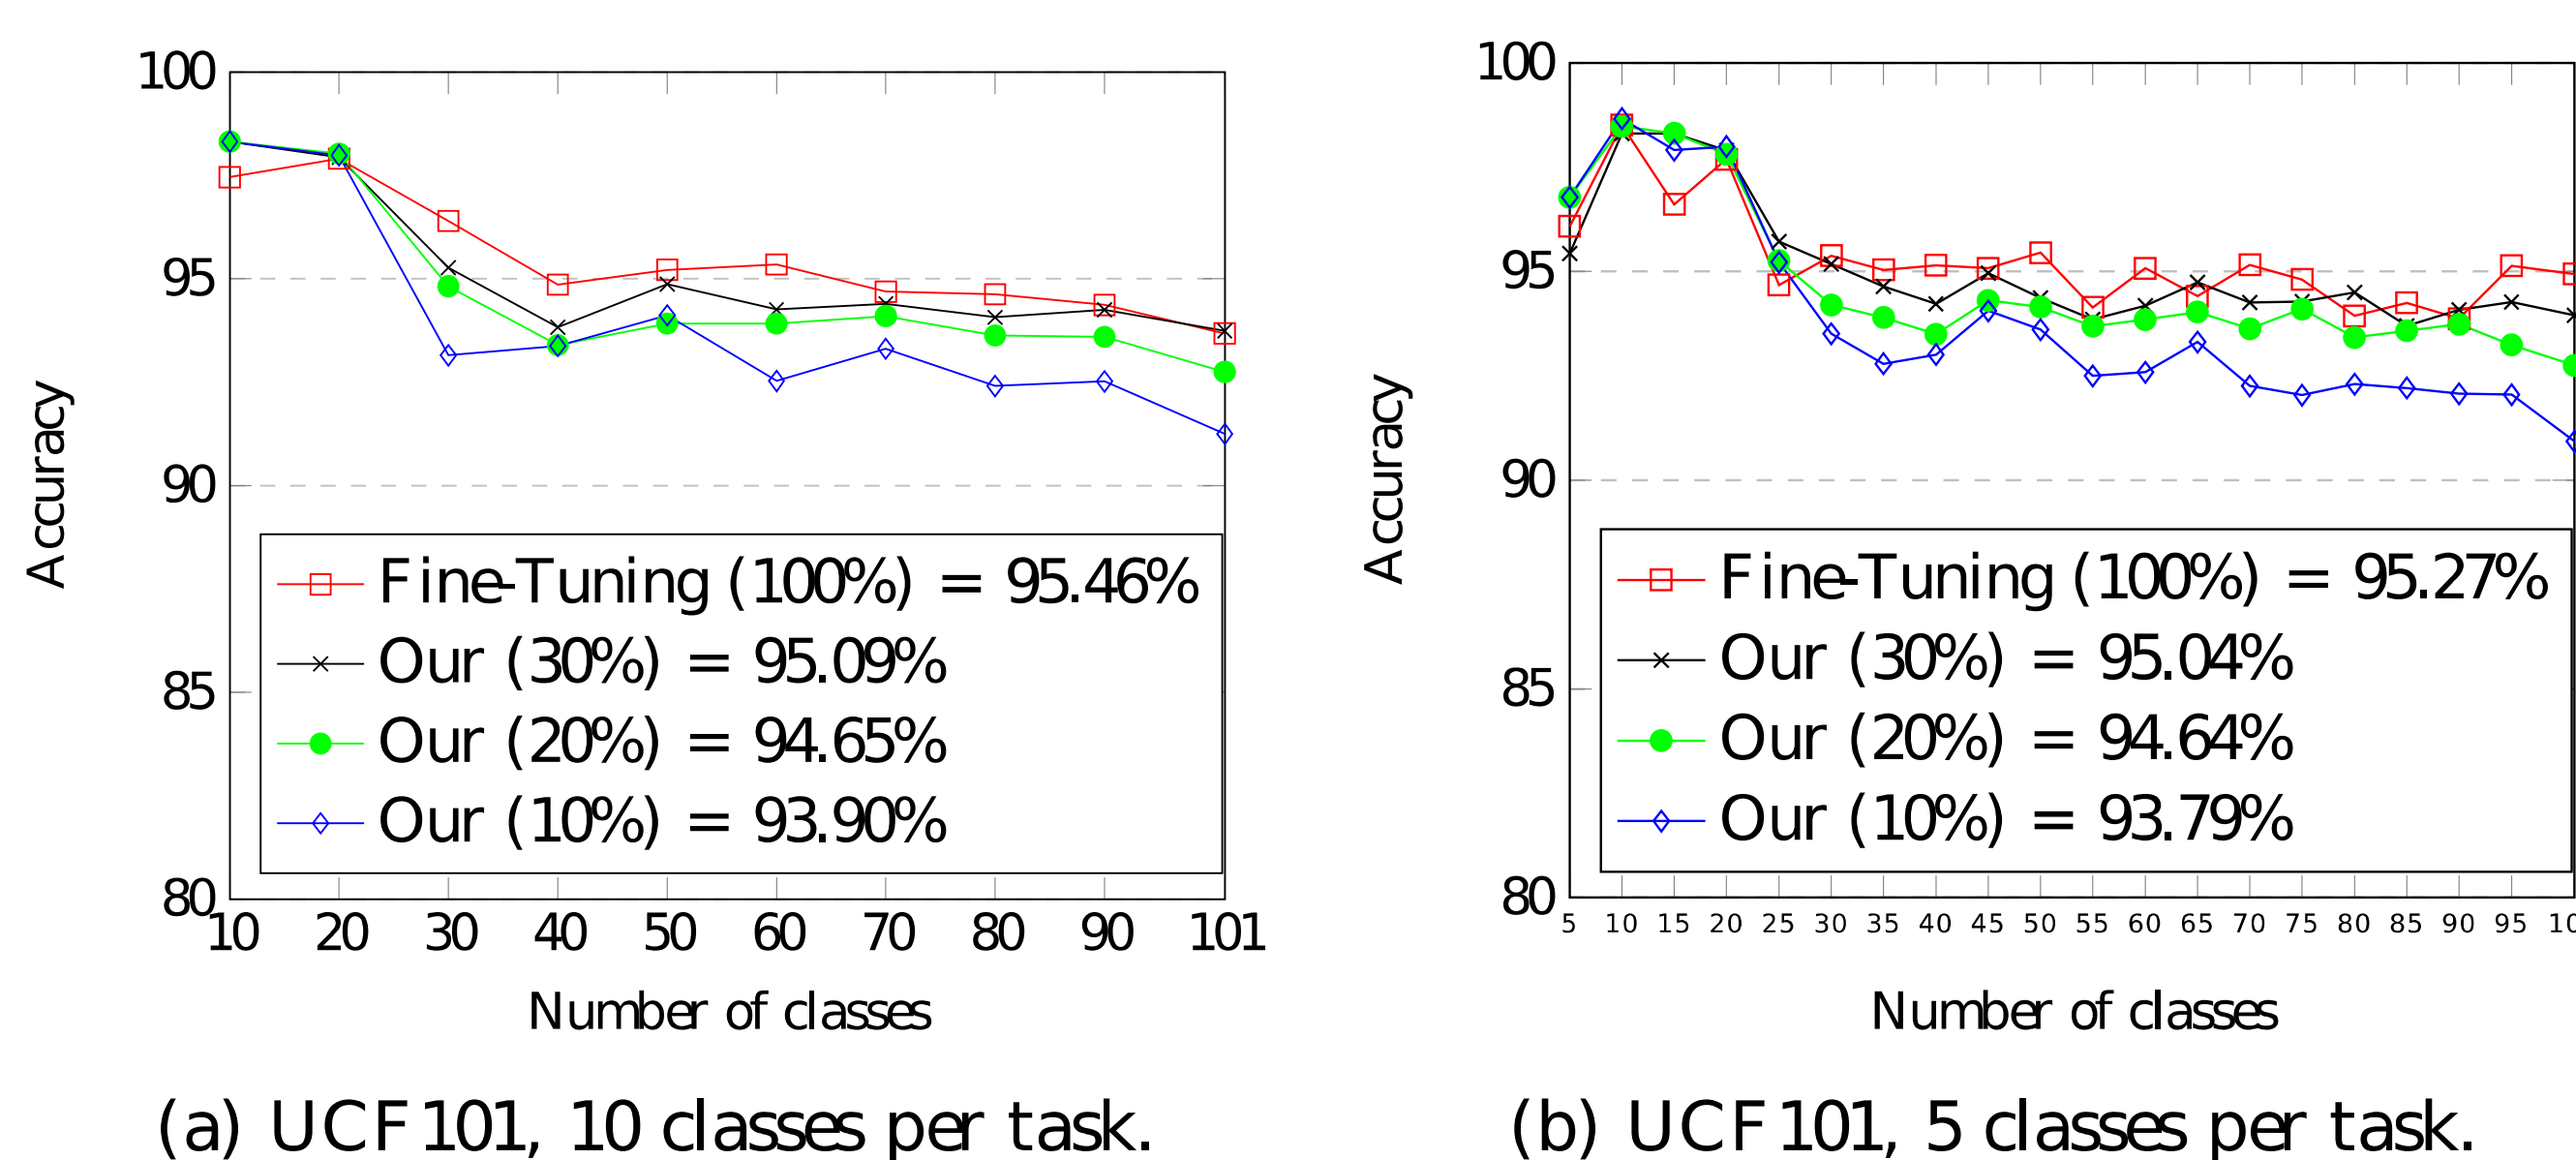 100
95
90
85
80
Accuracy
Fine-Tuning (100%) = 95.46%
Our (30%) = 95.09%
Our (20%) = 94.65%
Our (10%) = 93.90%
10 20 30 40 50 60 70 80 90 101
Number of classes
(a) UCF101, 10 classes per task.
100
95
90
85
80
Accuracy
Fine-Tuning (100%) = 95.27%
Our (30%) = 95.04%
Our (20%) = 94.64%
Our (10%) = 93.79%
5 10 15 20 25 30 35 40 45 50 55 60 65 70 75 80 85 90 95
Number of classes
(b) UCF101, 5 classes per task.